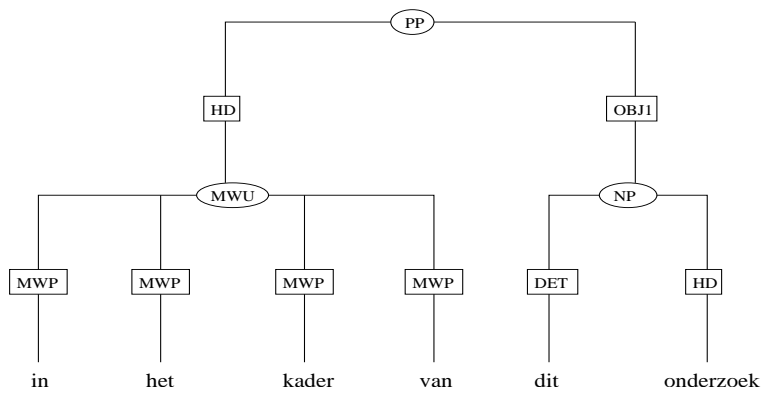 PP
HD OBJ1
MWU NP
MWP MWP MWP MWP DET HD
in het kader van dit onderzoek